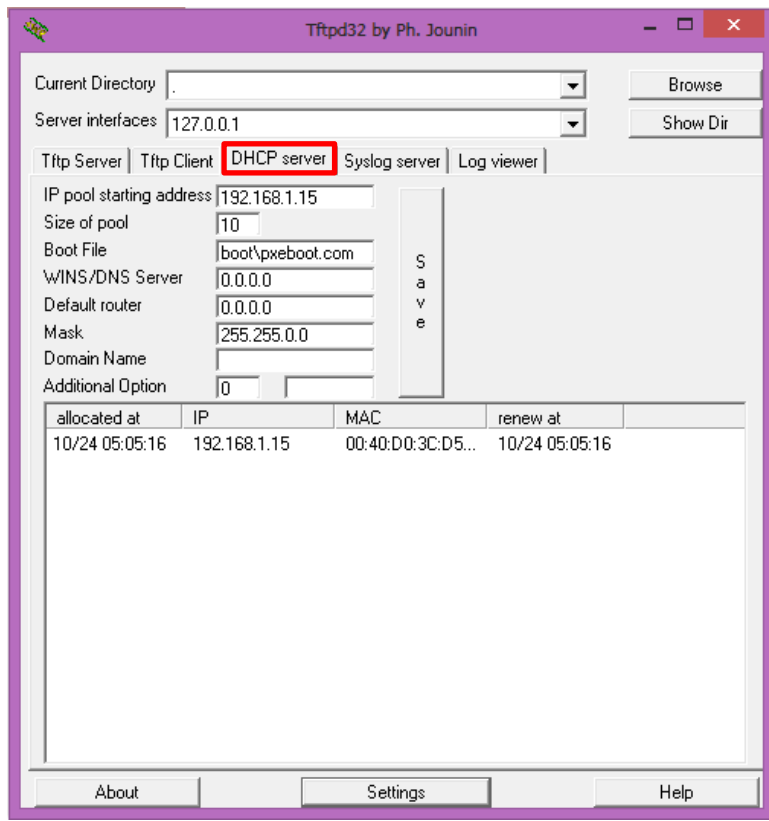 Tftpd32 by Ph. Jounin
Current Directory . Browse
Server interfaces 127.0.0.1 Show Dir
Tftp Server Tftp Client DHCP server Syslog server Log viewer
IP pool starting address 192.168.1.15
Size of pool 10
Boot File boot\pxeboot.com
WINS/DNS Server 0.0.0.0
Default router 0.0.0.0
Mask 255.255.0.0
Domain Name
Additional Option 0
Save
allocated at IP MAC renew at
10/24 05:05:16 192.168.1.15 00:40:D0:3C:D5... 10/24 05:05:16
About Settings Help